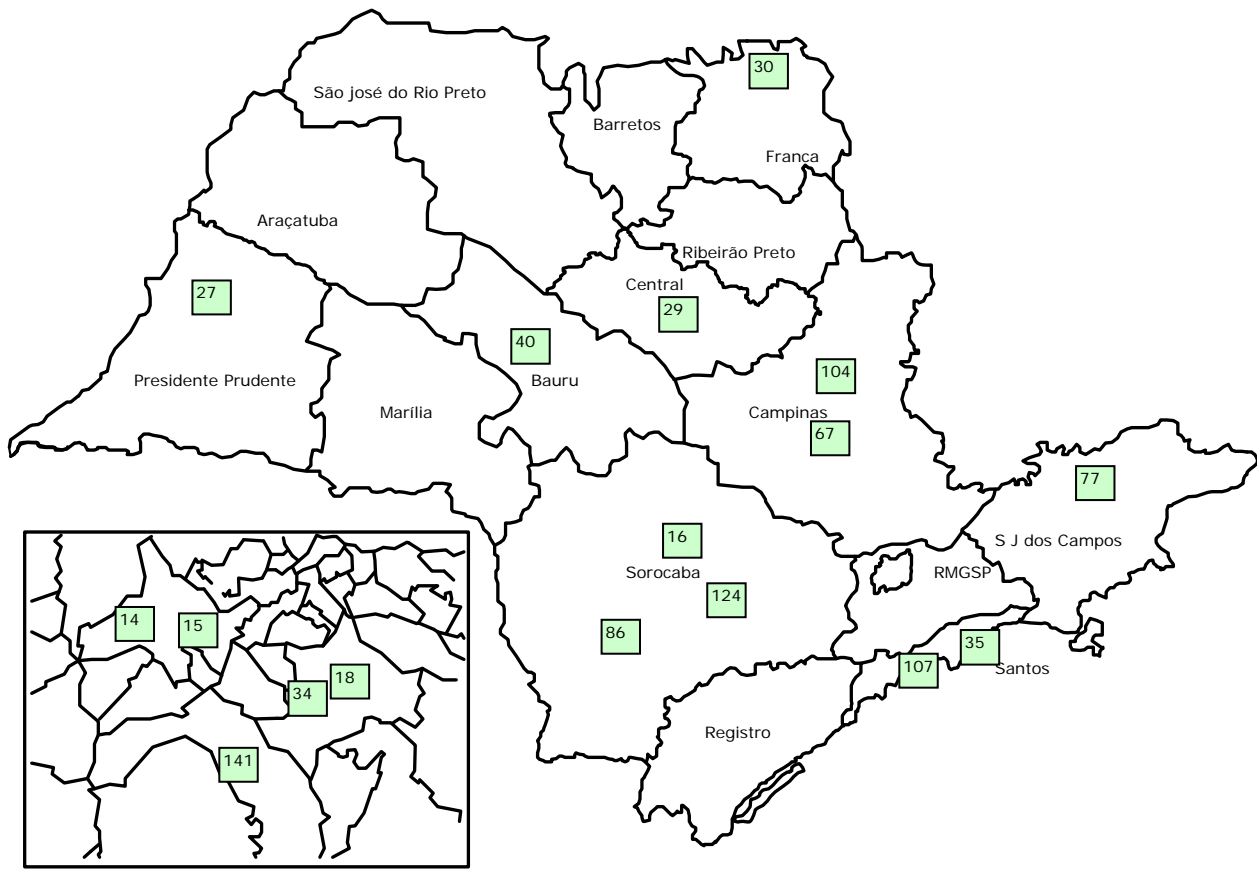 30
São josé do Rio Preto
Barretos
Franca
Araçatuba
Ribeirão Preto
27
Central
29
40
Presidente Prudente
Bauru
104
Marília
Campinas
67
77
16
S J dos Campos
Sorocaba
RMGSP
124
14
15
86
35
107
Santos
18
34
Registro
141